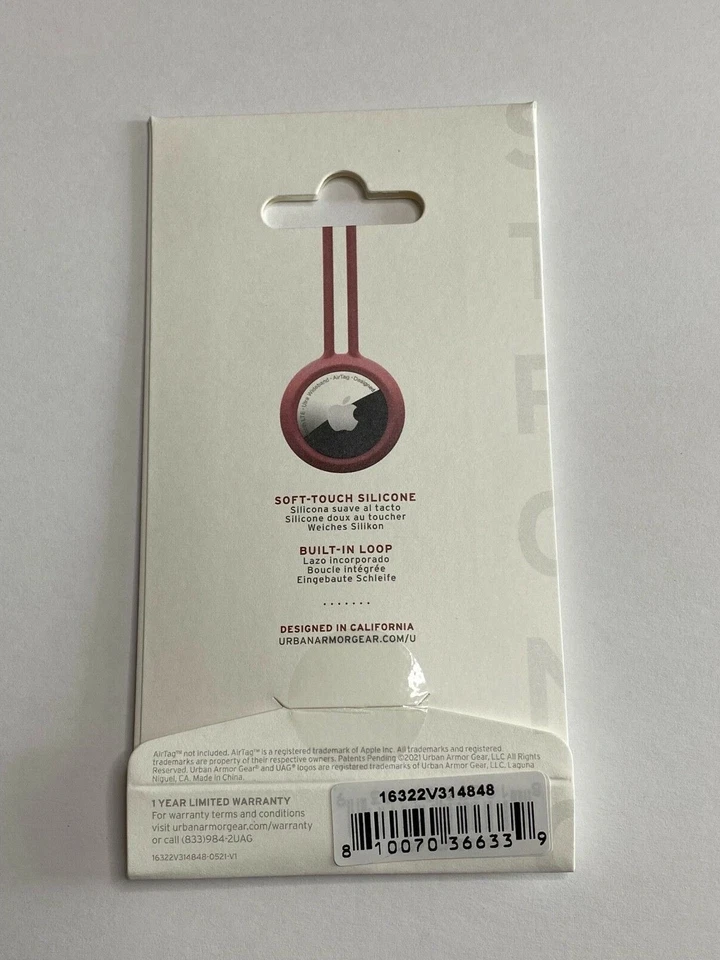 LTE · Ultra Wideband · AirTag · Designed
SOFT-TOUCH SILICONE
Silicona suave al tacto
Silicone doux au toucher
Weiches Silikon
BUILT-IN LOOP
Lazo incorporado
Boucle intégrée
Eingebaute Schleife
DESIGNED IN CALIFORNIA
URBANARMORGEAR.COM/U
AirTag™ not included. AirTag™ is a registered trademark of Apple Inc. All trademarks and registered
trademarks are property of their respective owners. Patents Pending ©2021 Urban Armor Gear, LLC All Rights
Reserved. Urban Armor Gear® and UAG® logos are registered trademarks of Urban Armor Gear, LLC, Laguna
Niguel, CA. Made in China.
1 YEAR LIMITED WARRANTY
For warranty terms and conditions
visit urbanarmorgear.com/warranty
or call (833)984-2UAG
16322V314848-0521-V1
16322V314848
8 10070 36633 9